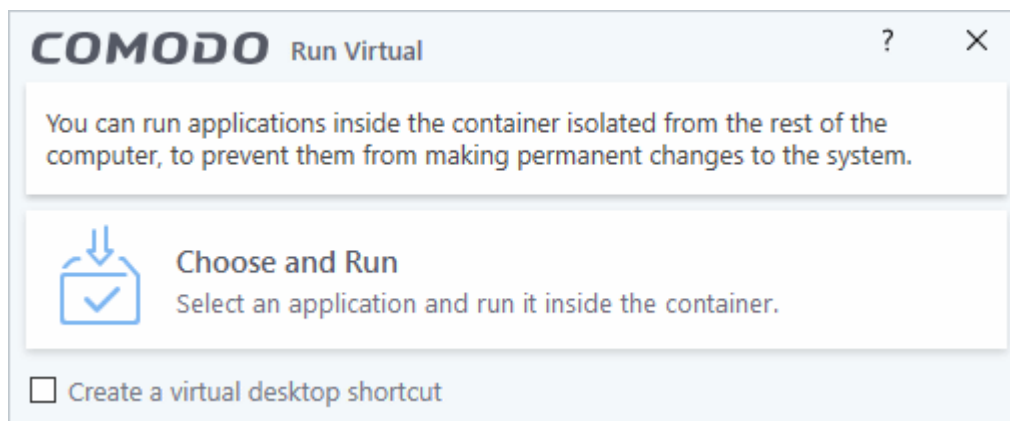 COMODO Run Virtual ?
You can run applications inside the container isolated from the rest of the
computer, to prevent them from making permanent changes to the system.
Choose and Run
Select an application and run it inside the container.
Create a virtual desktop shortcut